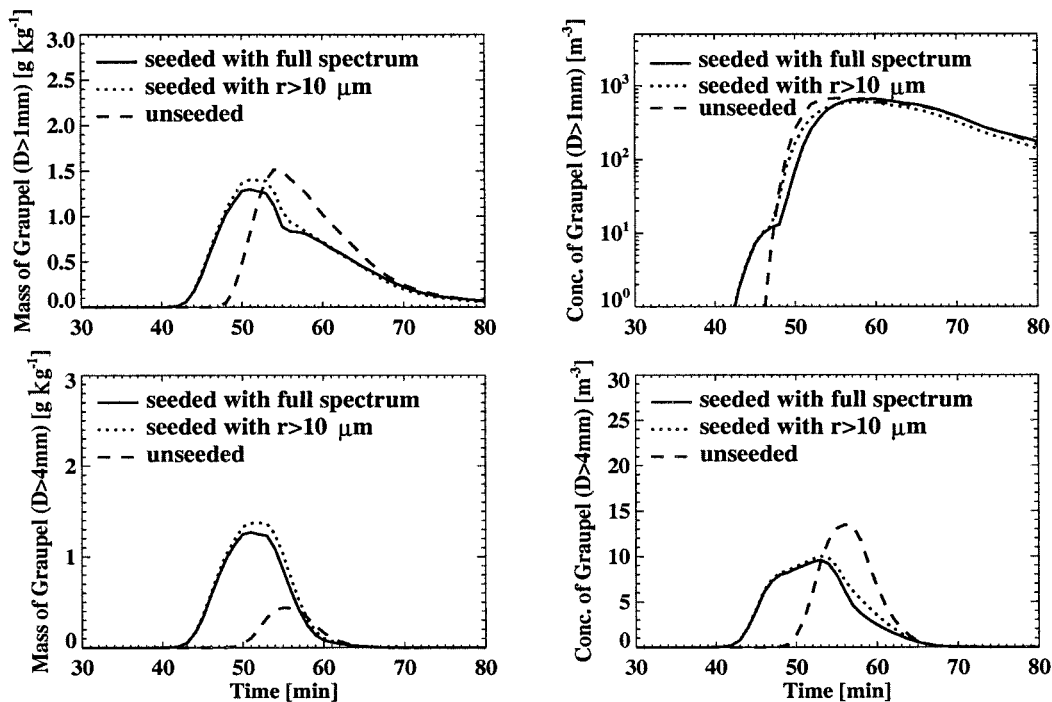 Mass of Graupel (D>1mm) [g kg⁻¹]
3.0
2.5
2.0
1.5
1.0
0.5
0.0
seeded with full spectrum
seeded with r>10 μm
unseeded
30 40 50 60 70 80
Conc. of Graupel (D>1mm) [m⁻³]
10³
10²
10¹
10⁰
seeded with full spectrum
seeded with r>10 μm
unseeded
30 40 50 60 70 80
Mass of Graupel (D>4mm) [g kg⁻¹]
3
2
1
0
seeded with full spectrum
seeded with r>10 μm
unseeded
30 40 50 60 70 80
Time [min]
Conc. of Graupel (D>4mm) [m⁻³]
30
25
20
15
10
5
0
seeded with full spectrum
seeded with r>10 μm
unseeded
30 40 50 60 70 80
Time [min]